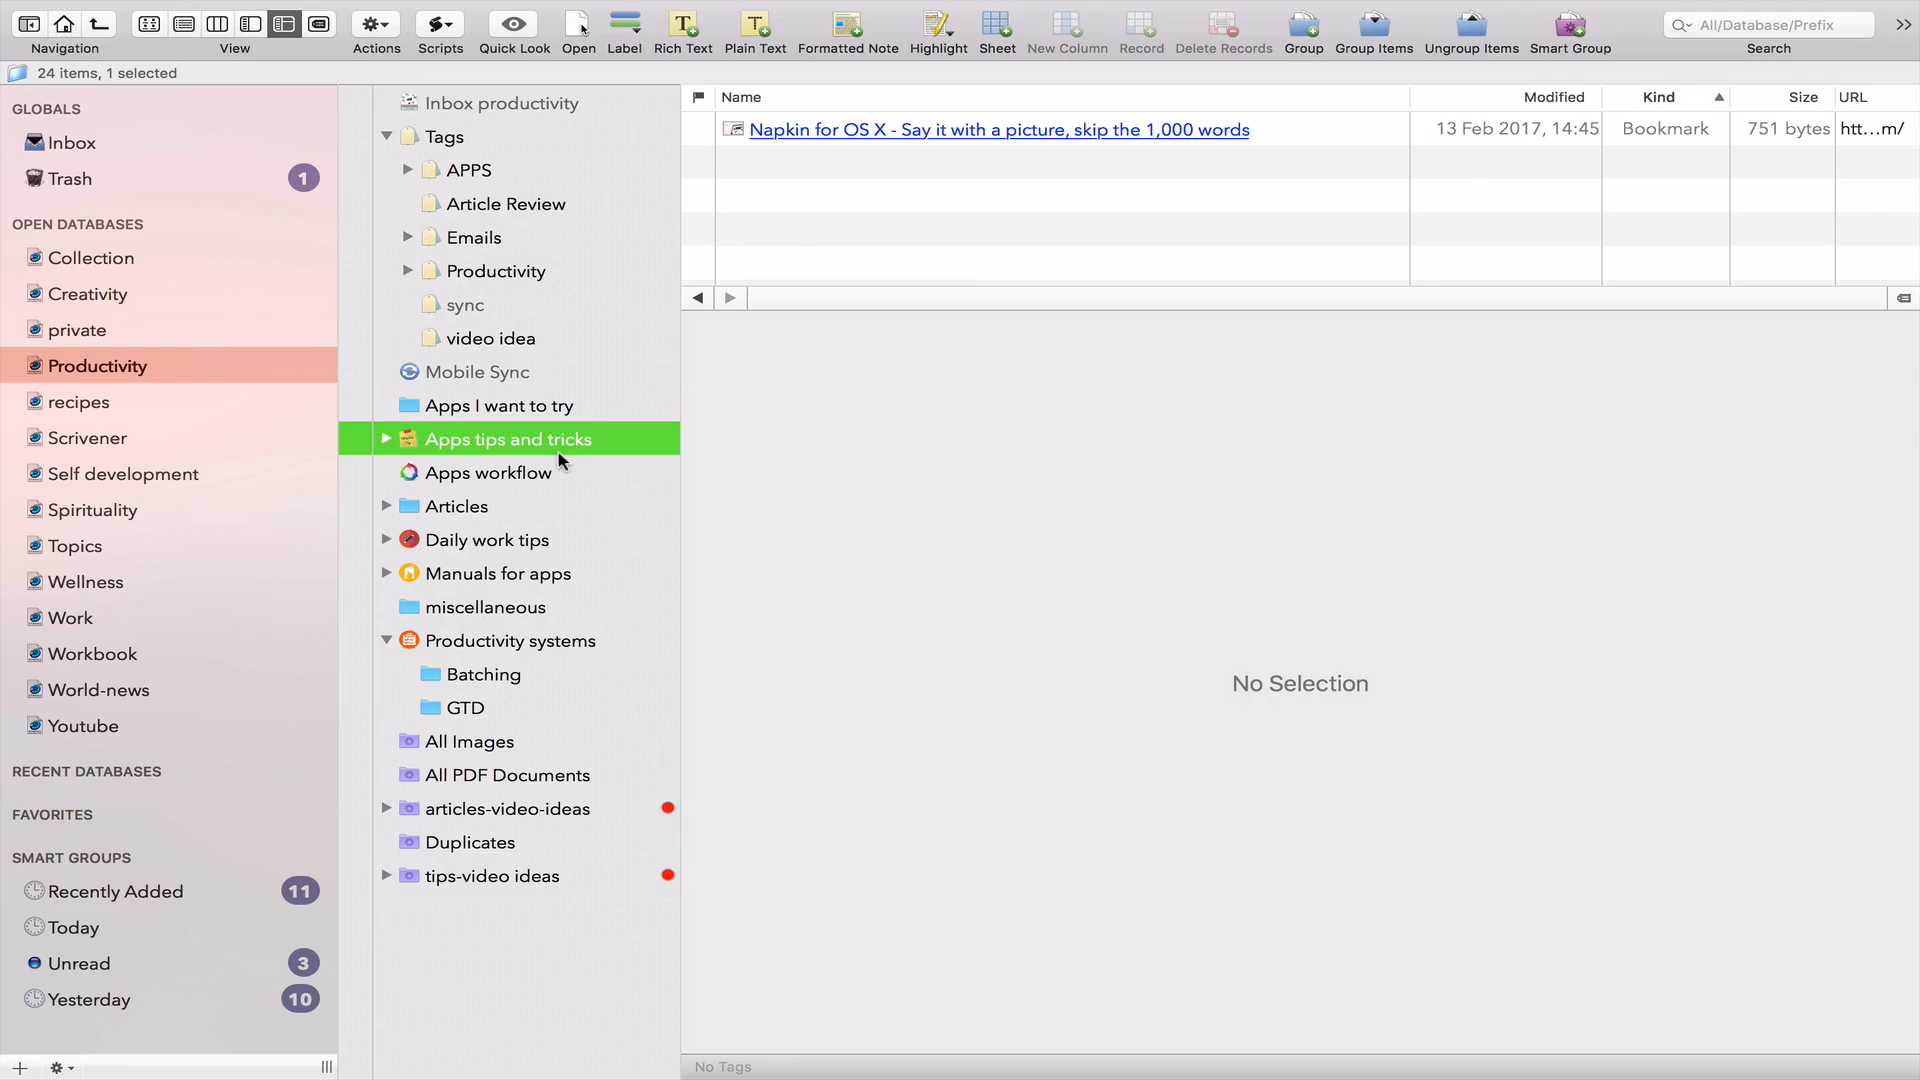 Navigation
View
Actions
Scripts
Quick Look
Open
Label
Rich Text
Plain Text
Formatted Note
Highlight
Sheet
New Column
Record
Delete Records
Group
Group Items
Ungroup Items
Smart Group
All/Database/Prefix
Search
24 items, 1 selected
GLOBALS
Inbox
Trash 1
OPEN DATABASES
Collection
Creativity
private
Productivity
recipes
Scrivener
Self development
Spirituality
Topics
Wellness
Work
Workbook
World-news
Youtube
RECENT DATABASES
FAVORITES
SMART GROUPS
Recently Added 11
Today
Unread 3
Yesterday 10
Inbox productivity
Tags
APPS
Article Review
Emails
Productivity
sync
video idea
Mobile Sync
Apps I want to try
Apps tips and tricks
Apps workflow
Articles
Daily work tips
Manuals for apps
miscellaneous
Productivity systems
Batching
GTD
All Images
All PDF Documents
articles-video-ideas
Duplicates
tips-video ideas
Name Modified Kind Size URL
Napkin for OS X - Say it with a picture, skip the 1,000 words 13 Feb 2017, 14:45 Bookmark 751 bytes htt...m/
No Selection
No Tags